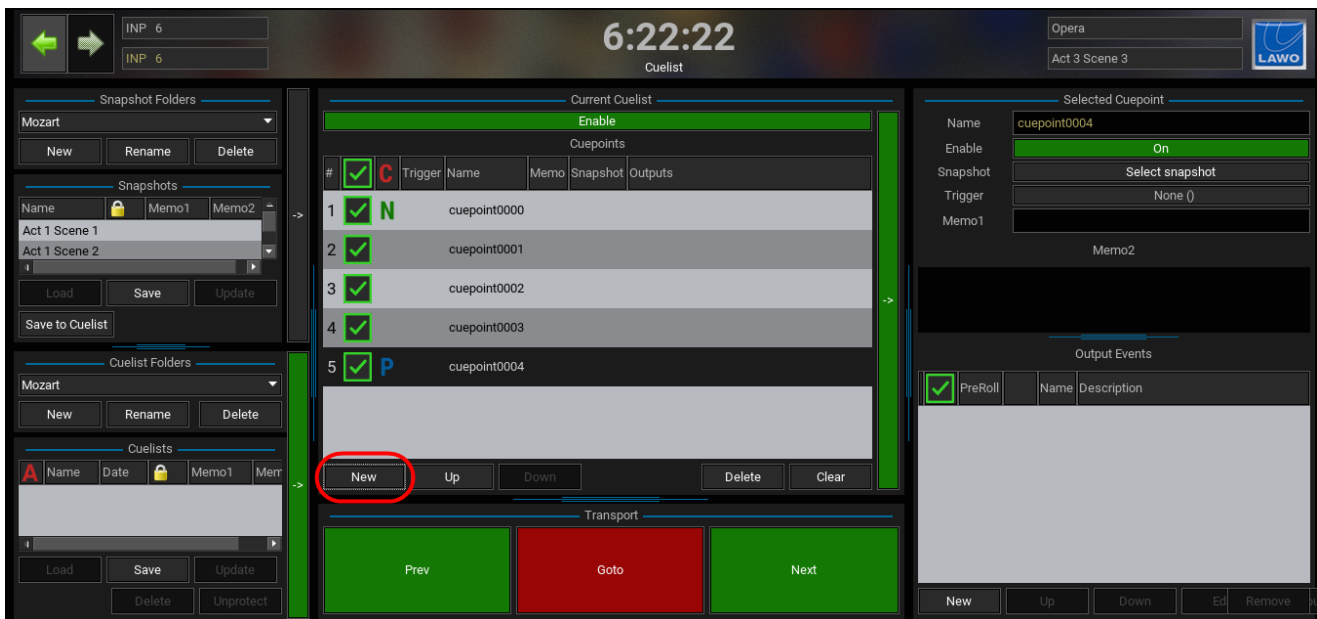 INP 6
INP 6
6:22:22
Cuelist
Opera
Act 3 Scene 3
LAWO
Snapshot Folders
Mozart
New Rename Delete
Snapshots
Name Memo1 Memo2
Act 1 Scene 1
Act 1 Scene 2
Load Save Update
Save to Cuelist
->
Cuelist Folders
Mozart
New Rename Delete
Cuelists
A Name Date Memo1 Mem
->
Load Save Update
Delete Unprotect
Current Cuelist
Enable
Cuepoints
# C Trigger Name Memo Snapshot Outputs
1 N cuepoint0000
2 cuepoint0001
3 cuepoint0002
4 cuepoint0003
5 P cuepoint0004
->
New Up Down Delete Clear
Transport
Prev Goto Next
Selected Cuepoint
Name cuepoint0004
Enable On
Snapshot Select snapshot
Trigger None ()
Memo1
Memo2
Output Events
PreRoll Name Description
New Up Down Ed Remove